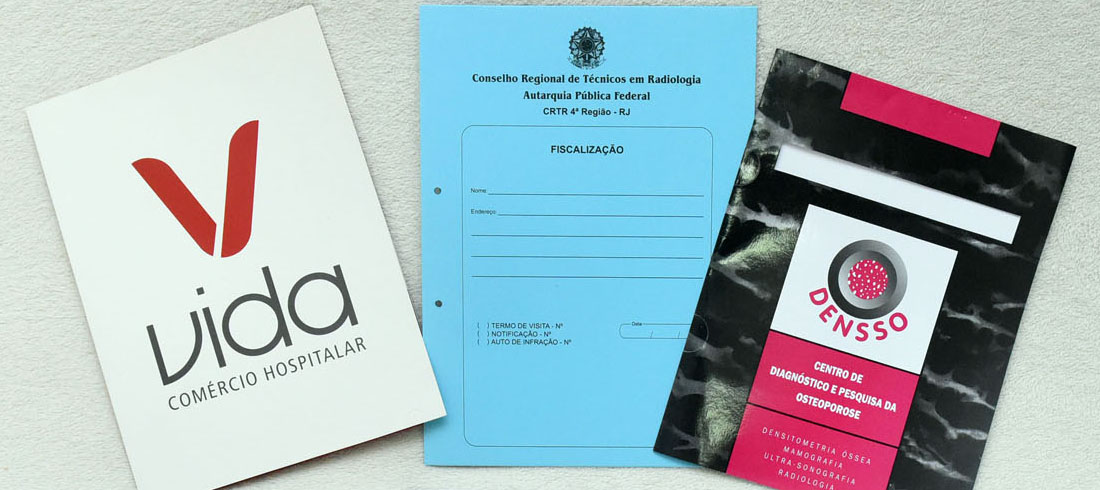 vida
COMÉRCIO HOSPITALAR
Conselho Regional de Técnicos em Radiologia
Autarquia Pública Federal
CRTR 4ª Região - RJ
FISCALIZAÇÃO
Nome:
Endereço:
Data
/ /
( ) TERMO DE VISITA - Nº
( ) NOTIFICAÇÃO - Nº
( ) AUTO DE INFRAÇÃO - Nº
DENSSO
CENTRO DE
DIAGNÓSTICO E PESQUISA DA
OSTEOPOROSE
DENSITOMETRIA ÓSSEA
MAMOGRAFIA
ULTRA-SONOGRAFIA
RADIOLOGIA